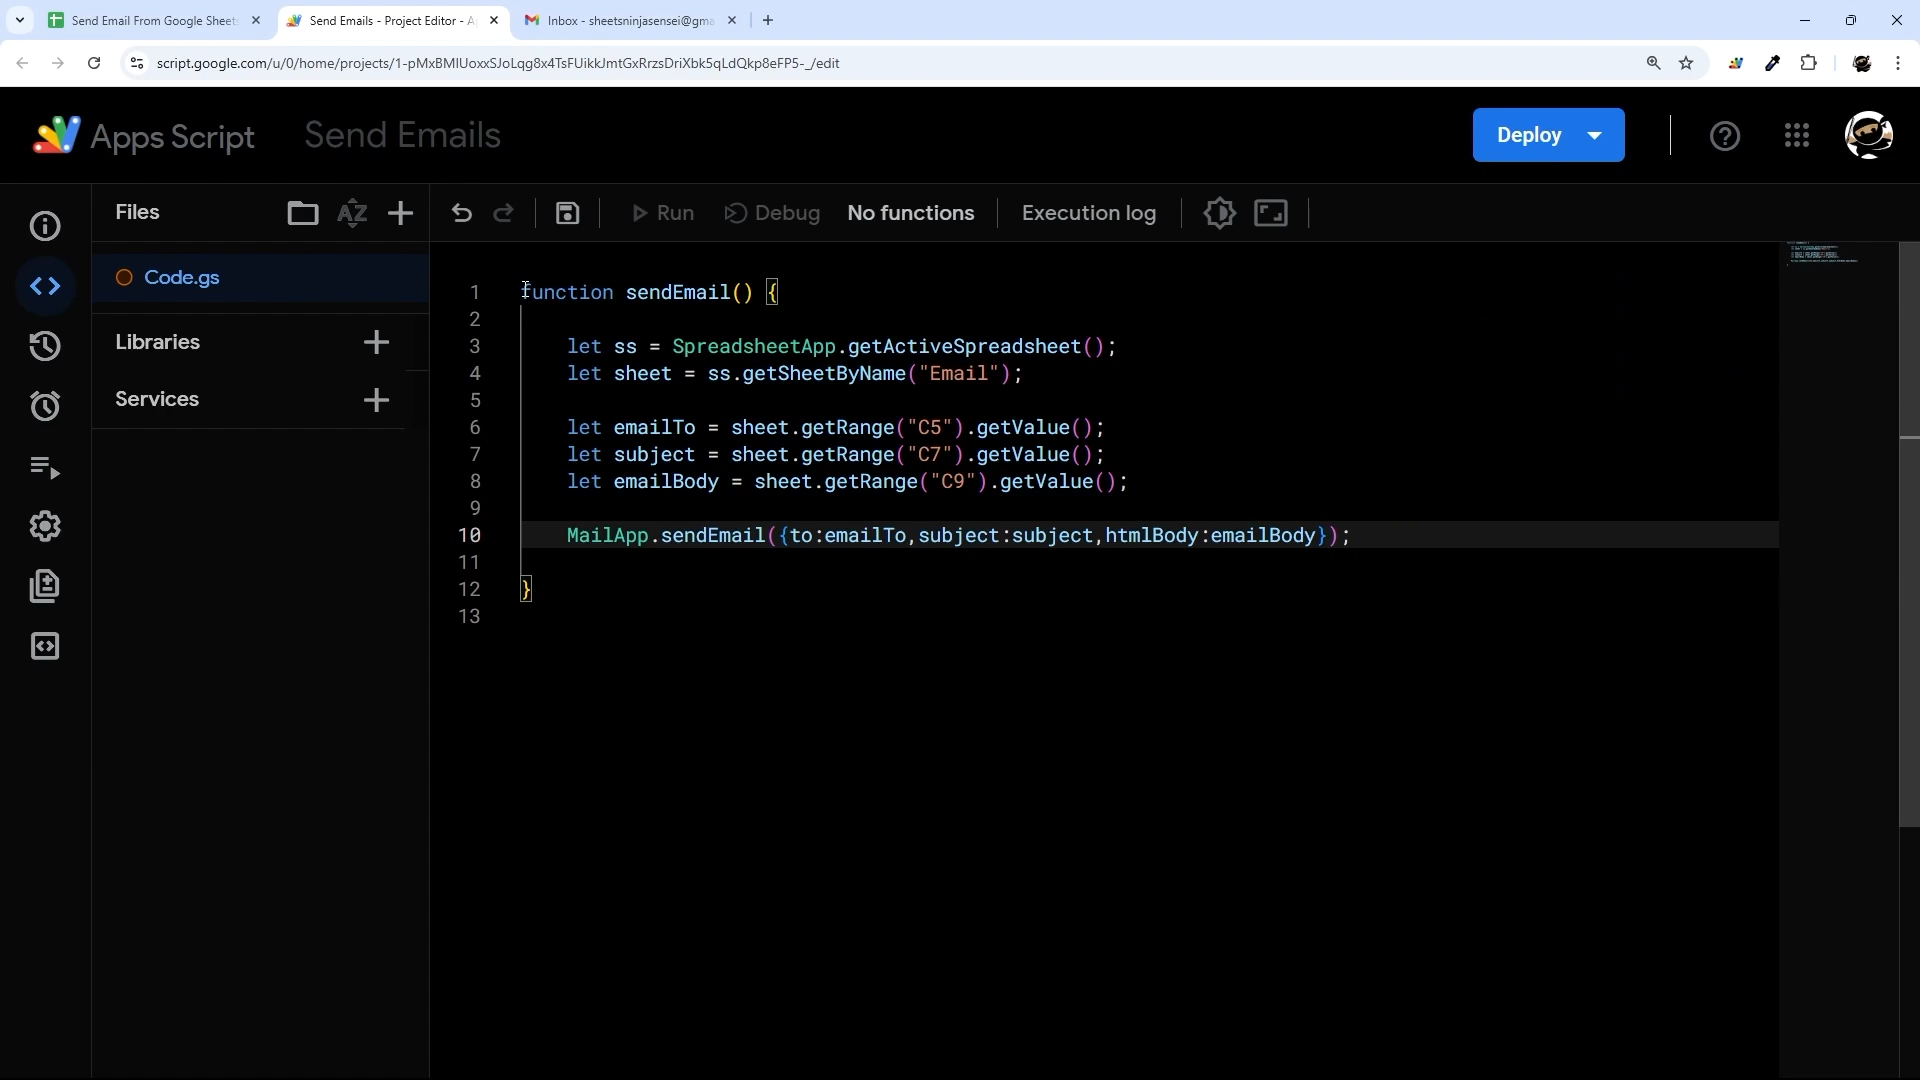 Send Email From Google Sheets
Send Emails - Project Editor - A
Inbox - sheetsninjasensei@gma
script.google.com/u/0/home/projects/1-pMxBMIUoxxSJoLqg8x4TsFUikkJmtGxRrzsDriXbk5qLdQkp8eFP5-_/edit
Apps Script
Send Emails
Deploy
Files
AZ
Run
Debug
No functions
Execution log
Code.gs
Libraries
Services
1 function sendEmail() {
2
3 let ss = SpreadsheetApp.getActiveSpreadsheet();
4 let sheet = ss.getSheetByName("Email");
5
6 let emailTo = sheet.getRange("C5").getValue();
7 let subject = sheet.getRange("C7").getValue();
8 let emailBody = sheet.getRange("C9").getValue();
9
10 MailApp.sendEmail({to:emailTo,subject:subject,htmlBody:emailBody});
11
12 }
13